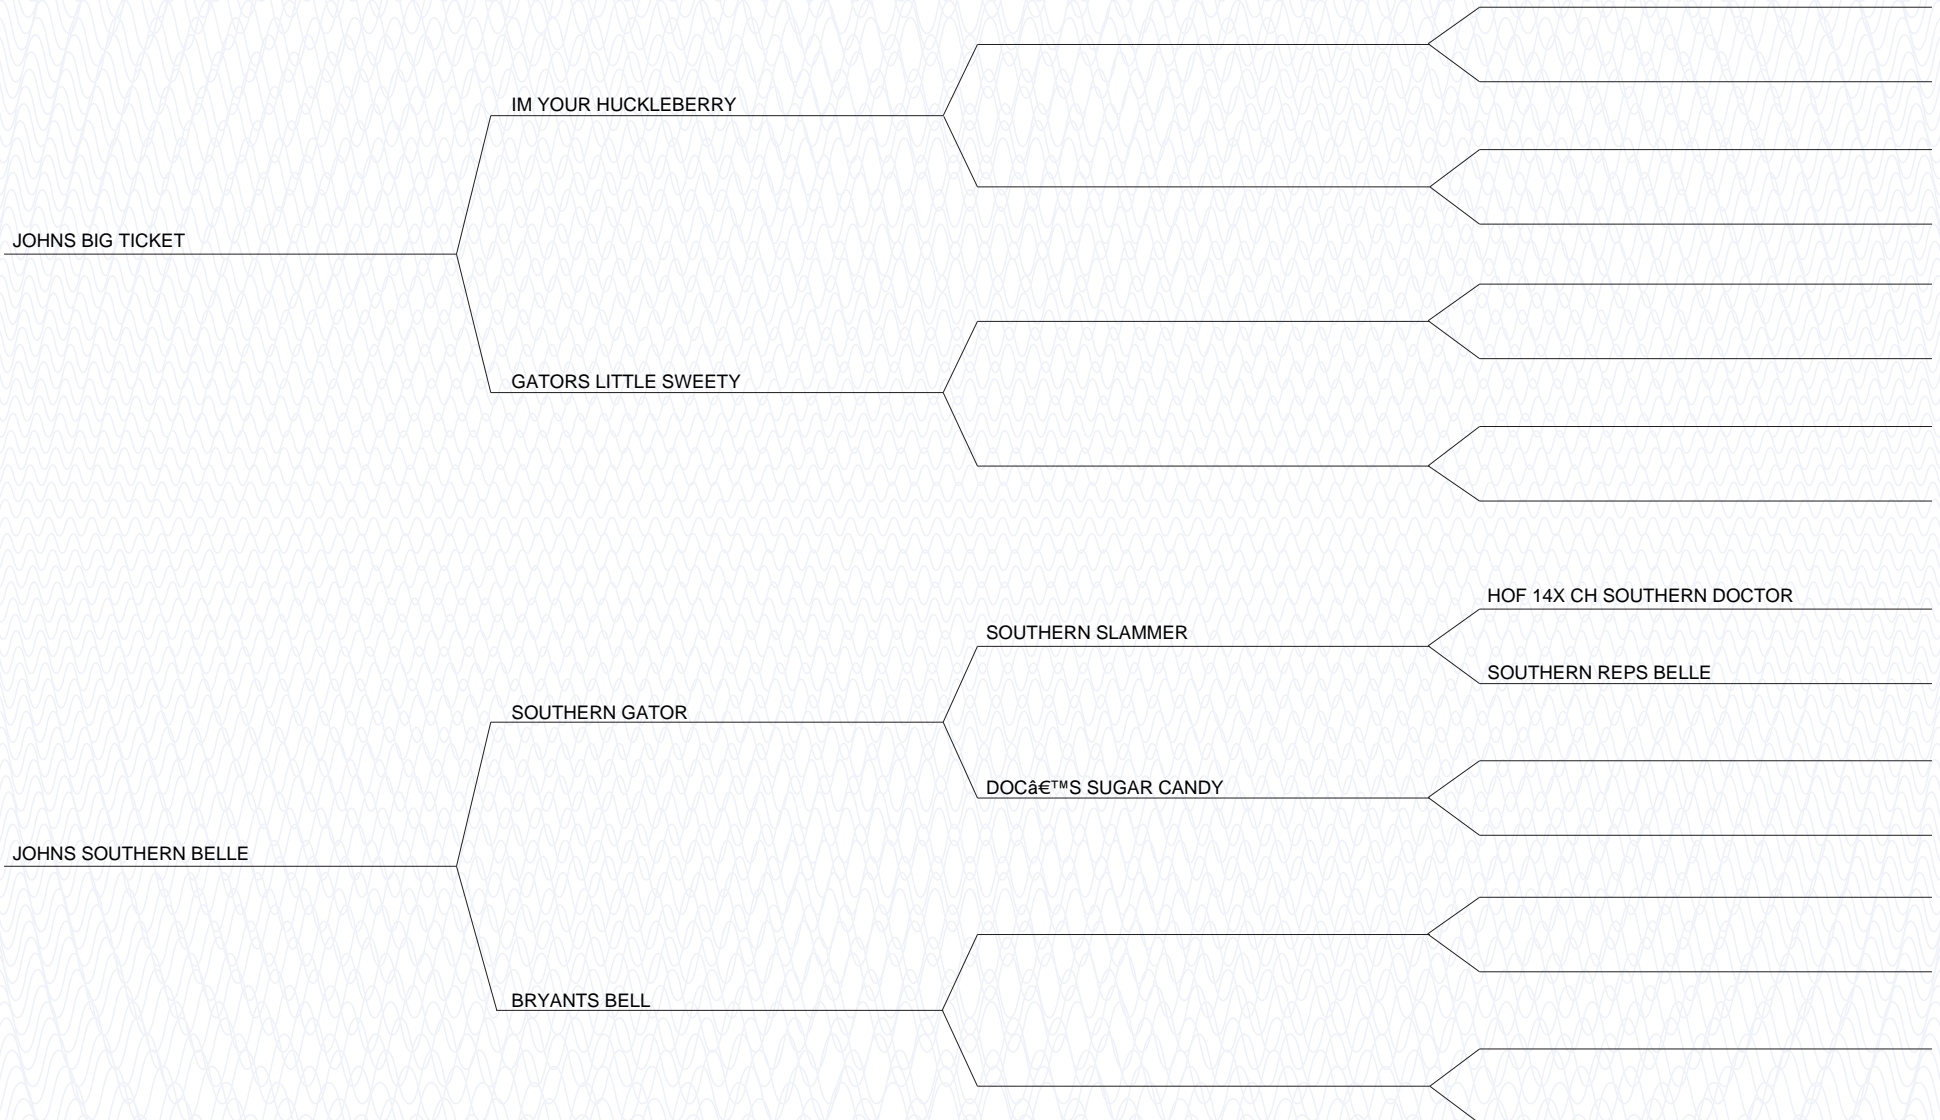 IM YOUR HUCKLEBERRY
JOHNS BIG TICKET
GATORS LITTLE SWEETY
HOF 14X CH SOUTHERN DOCTOR
SOUTHERN SLAMMER
SOUTHERN REPS BELLE
SOUTHERN GATOR
DOCâ€™S SUGAR CANDY
JOHNS SOUTHERN BELLE
BRYANTS BELL